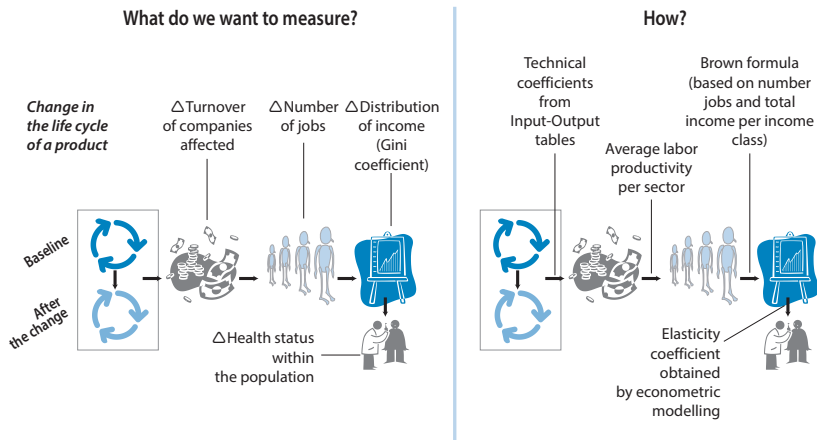 What do we want to measure?
Change in
the life cycle
of a product
△Turnover
of companies
affected
△Number
of jobs
△Distribution
of income
(Gini
coefficient)
Baseline
After
the change
△Health status
within
the population
How?
Technical
coefficients
from
Input-Output
tables
Average labor
productivity
per sector
Brown formula
(based on number
jobs and total
income per income
class)
Elasticity
coefficient
obtained
by econometric
modelling